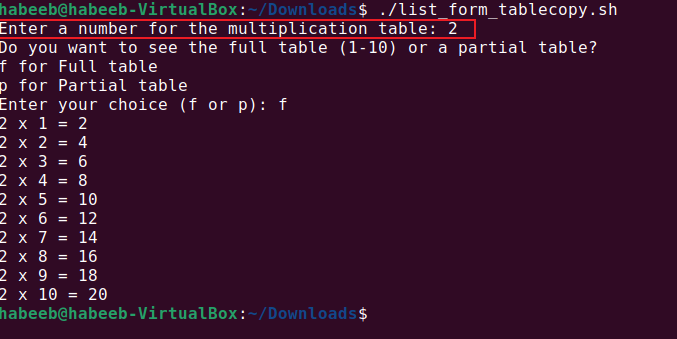 habeeb@habeeb-VirtualBox:~/Downloads$ ./list_form_tablecopy.sh
Enter a number for the multiplication table: 2
Do you want to see the full table (1-10) or a partial table?
f for Full table
p for Partial table
Enter your choice (f or p): f
2 x 1 = 2
2 x 2 = 4
2 x 3 = 6
2 x 4 = 8
2 x 5 = 10
2 x 6 = 12
2 x 7 = 14
2 x 8 = 16
2 x 9 = 18
2 x 10 = 20
habeeb@habeeb-VirtualBox:~/Downloads$